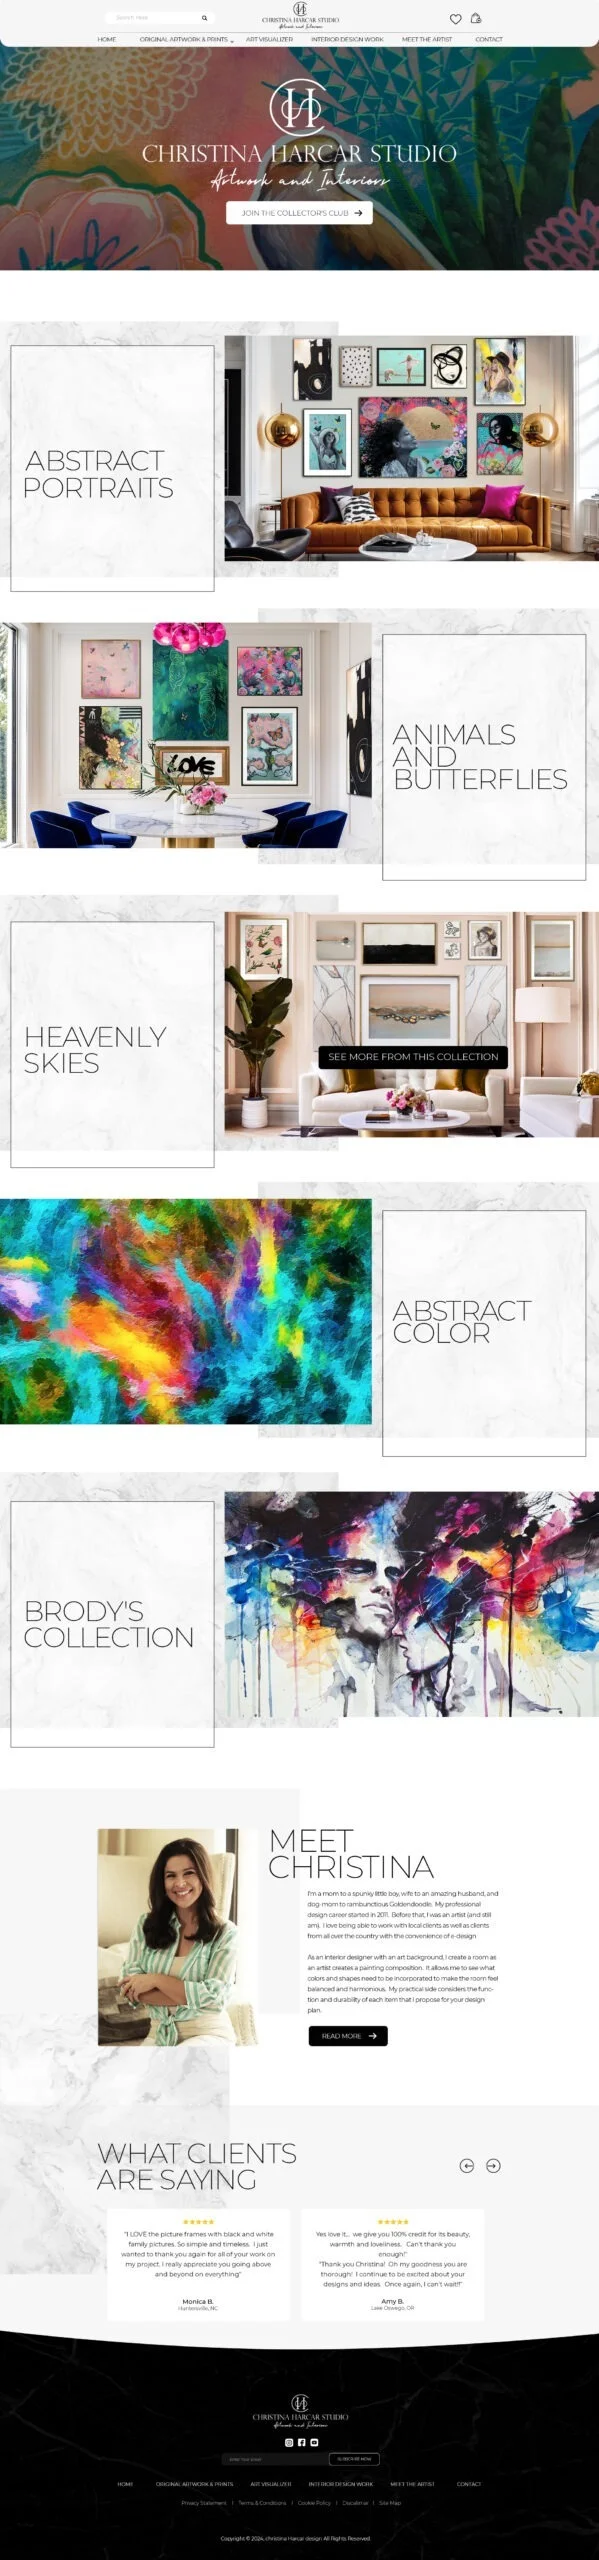 Search Here
CHRISTINA HARCAR STUDIO
Artwork and Interiors
HOME ORIGINAL ARTWORK & PRINTS ART VISUALIZER INTERIOR DESIGN WORK MEET THE ARTIST CONTACT
CHRISTINA HARCAR STUDIO
Artwork and Interiors
JOIN THE COLLECTOR'S CLUB
ABSTRACT
PORTRAITS
LOVE
ANIMALS
AND
BUTTERFLIES
HEAVENLY
SKIES
SEE MORE FROM THIS COLLECTION
ABSTRACT
COLOR
BRODY'S
COLLECTION
MEET
CHRISTINA
I'm a mom to a spunky little boy, wife to an amazing husband, and
dog-mom to rambunctious Goldendoodle. My professional
design career started in 2011. Before that, I was an artist (and still
am). I love being able to work with local clients as well as clients
from all over the country with the convenience of e-design
As an interior designer with an art background, I create a room as
an artist creates a painting composition. It allows me to see what
colors and shapes need to be incorporated to make the room feel
balanced and harmonious. My practical side considers the func-
tion and durability of each item that I propose for your design
plan.
READ MORE
WHAT CLIENTS
ARE SAYING
"I LOVE the picture frames with black and white
family pictures. So simple and timeless. I just
wanted to thank you again for all of your work on
my project. I really appreciate you going above
and beyond on everything"
Monica B.
Huntersville, NC
Yes love it,.. we give you 100% credit for its beauty,
warmth and loveliness. Can't thank you
enough!"
"Thank you Christina! Oh my goodness you are
thorough! I continue to be excited about your
designs and ideas. Once again, I can't wait!!"
Amy B.
Lake Oswego, OR
CHRISTINA HARCAR STUDIO
Artwork and Interiors
ENTER YOUR EMAIL
SUBSCRIBE NOW
HOME ORIGINAL ARTWORK & PRINTS ART VISUALIZER INTERIOR DESIGN WORK MEET THE ARTIST CONTACT
Privacy Statement | Terms & Conditions | Cookie Policy | Discalimar | Site Map
Copyright © 2024, christina Harcar design All Rights Reserved.